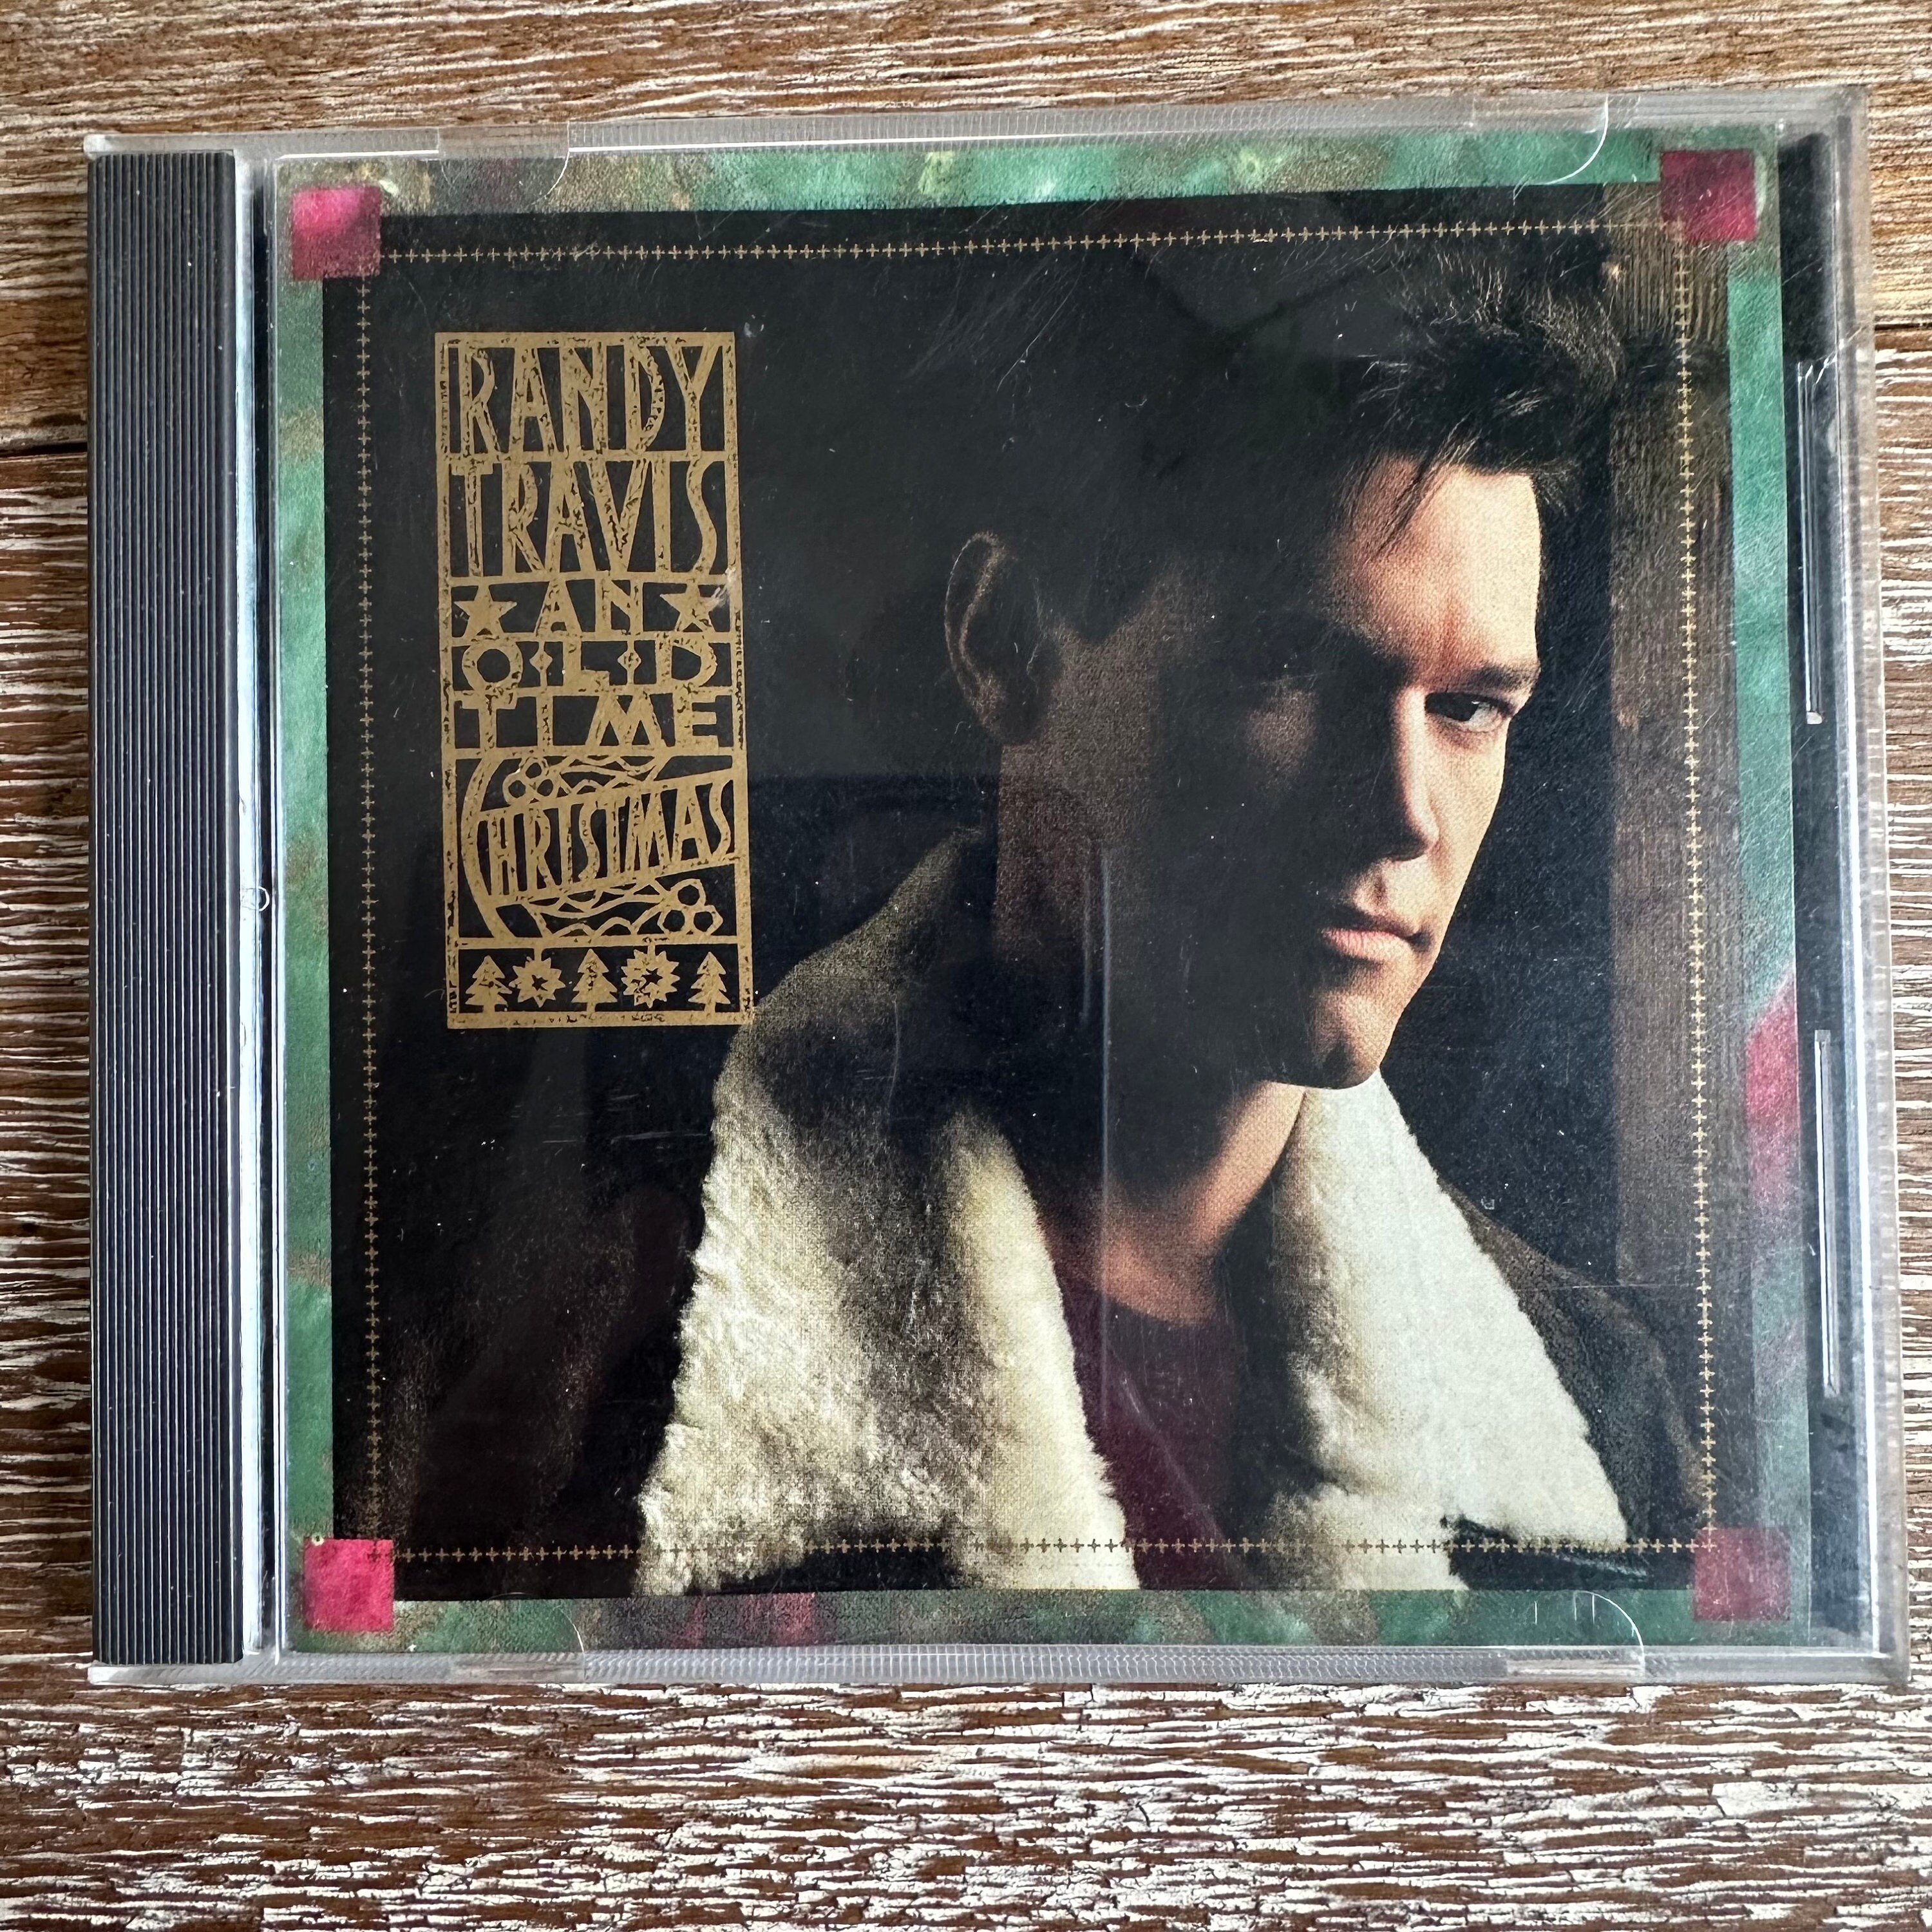 RANDY
TRAVIS
AN
OLD
TIME
CHRISTMAS